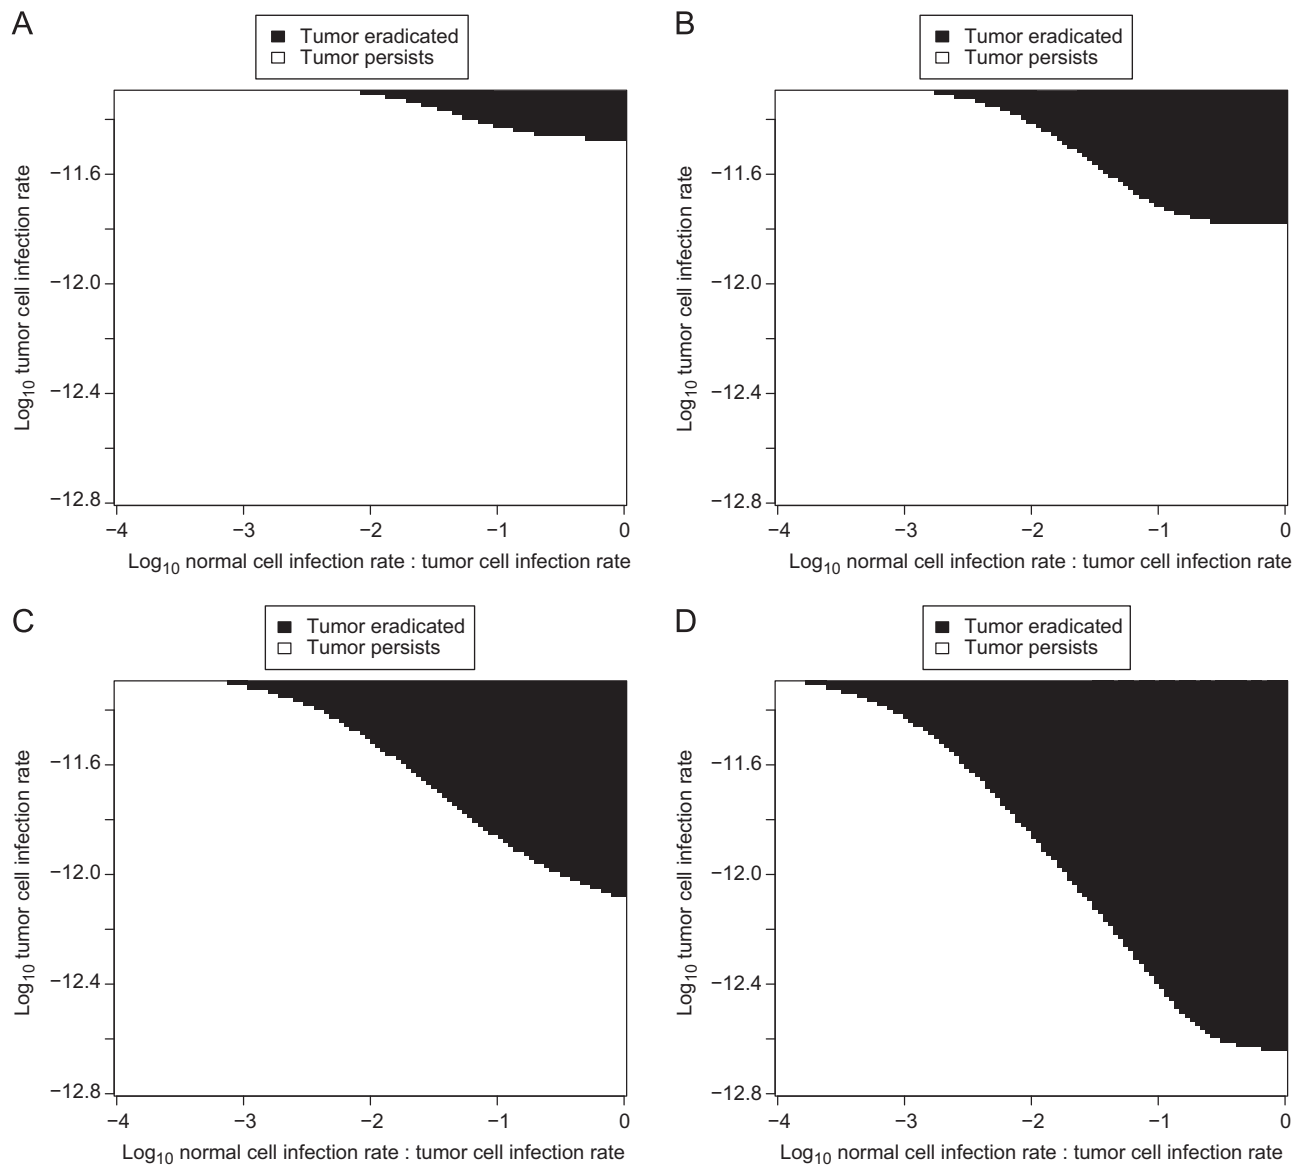 A
Tumor eradicated
Tumor persists
Log10 tumor cell infection rate
−11.6
−12.0
−12.4
−12.8
−4 −3 −2 −1 0
Log10 normal cell infection rate : tumor cell infection rate
B
Tumor eradicated
Tumor persists
Log10 tumor cell infection rate
−11.6
−12.0
−12.4
−12.8
−4 −3 −2 −1 0
Log10 normal cell infection rate : tumor cell infection rate
C
Tumor eradicated
Tumor persists
Log10 tumor cell infection rate
−11.6
−12.0
−12.4
−12.8
−4 −3 −2 −1 0
Log10 normal cell infection rate : tumor cell infection rate
D
Tumor eradicated
Tumor persists
Log10 tumor cell infection rate
−11.6
−12.0
−12.4
−12.8
−4 −3 −2 −1 0
Log10 normal cell infection rate : tumor cell infection rate